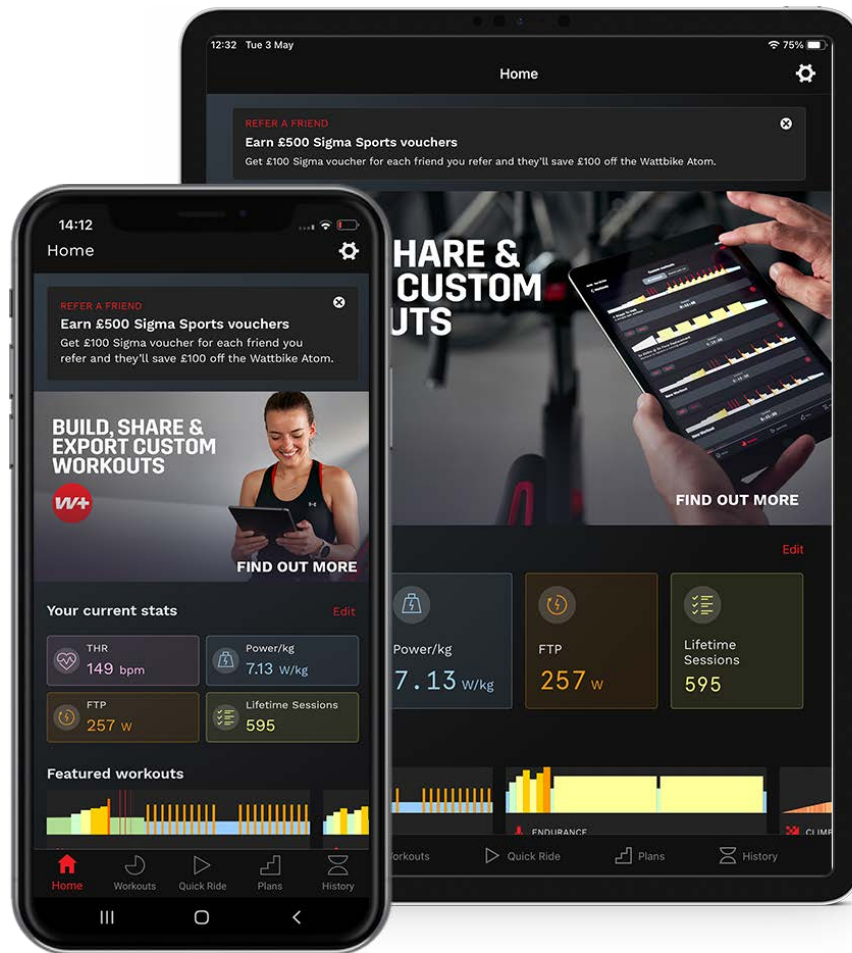 12:32 Tue 3 May
75%
Home
REFER A FRIEND
Earn £500 Sigma Sports vouchers
Get £100 Sigma voucher for each friend you refer and they'll save £100 off the Wattbike Atom.
HARE &
CUSTOM
UTS
FIND OUT MORE
Edit
Power/kg
7.13 W/kg
FTP
257 W
Lifetime
Sessions
595
ENDURANCE
CLIMB
orkouts
Quick Ride
Plans
History
14:12
Home
REFER A FRIEND
Earn £500 Sigma Sports vouchers
Get £100 Sigma voucher for each friend you
refer and they'll save £100 off the Wattbike Atom.
BUILD, SHARE &
EXPORT CUSTOM
WORKOUTS
W+
FIND OUT MORE
Your current stats
Edit
THR
149 bpm
Power/kg
7.13 W/kg
FTP
257 W
Lifetime Sessions
595
Featured workouts
Home
Workouts
Quick Ride
Plans
History